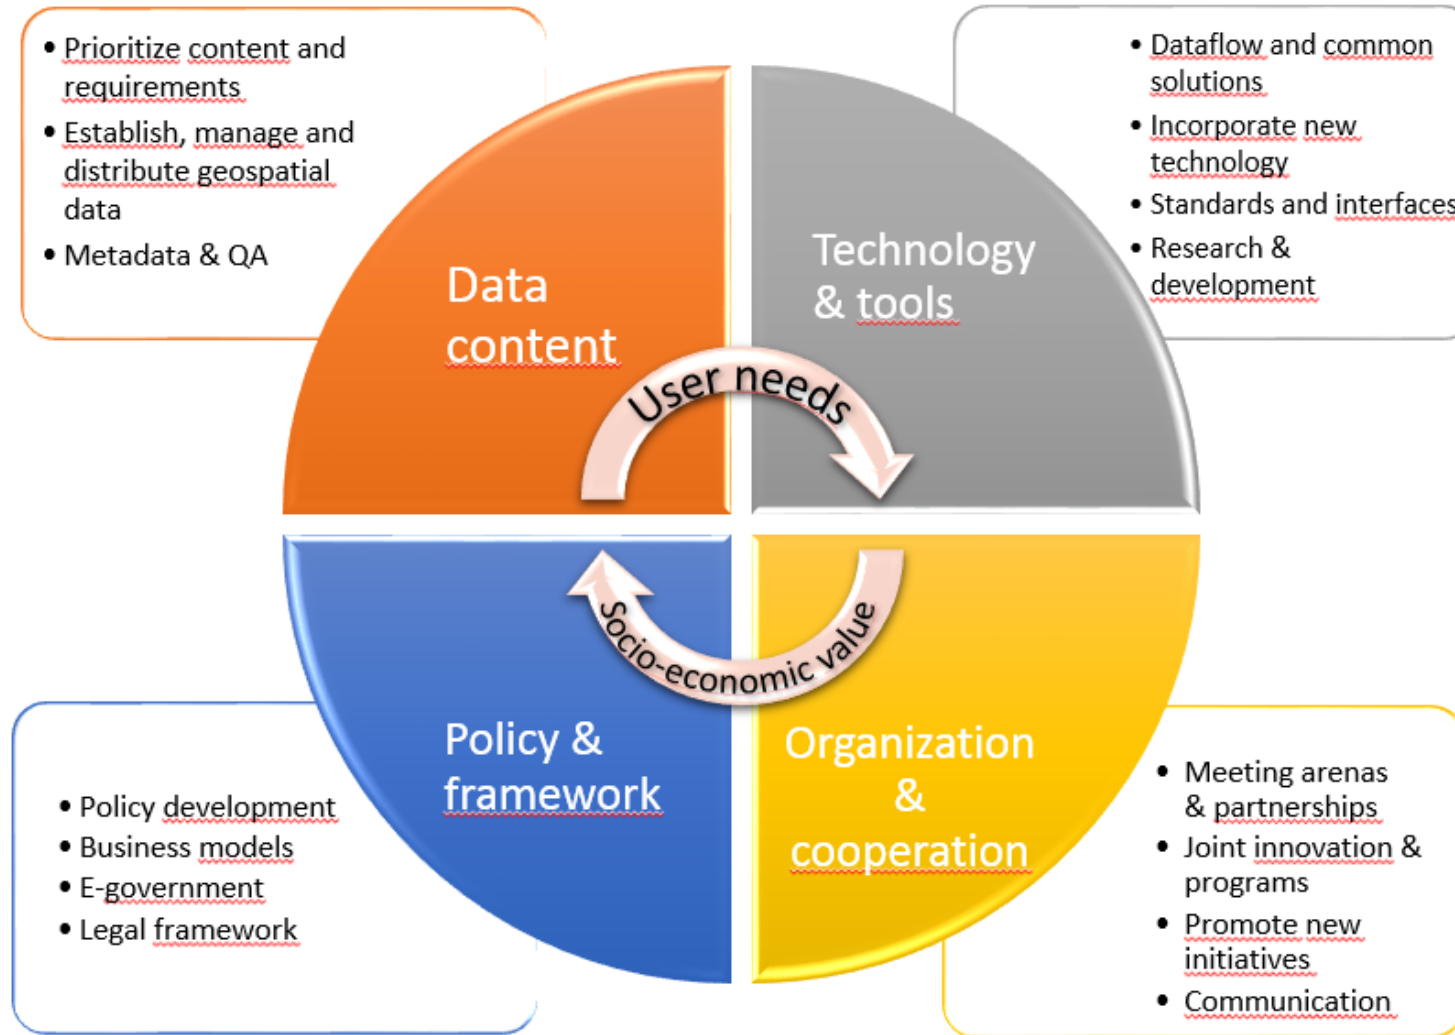 • Prioritize content and
requirements
• Establish, manage and
distribute geospatial
data
• Metadata & QA
• Dataflow and common
solutions
• Incorporate new
technology
• Standards and interfaces
• Research &
development
Data
content
Technology
& tools
User needs
Socio-economic value
Policy &
framework
Organization
&
cooperation
• Policy development
• Business models
• E-government
• Legal framework
• Meeting arenas
& partnerships
• Joint innovation &
programs
• Promote new
initiatives
• Communication